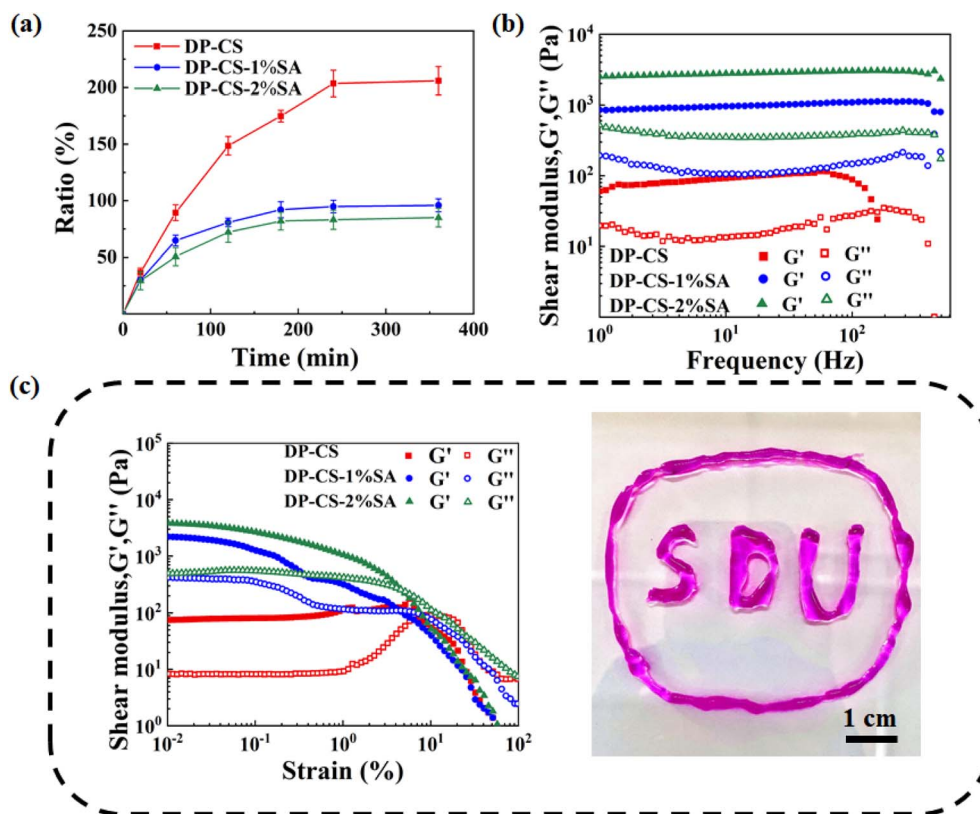 (a)
250
200
150
100
50
Ratio (%)
DP-CS
DP-CS-1%SA
DP-CS-2%SA
0 100 200 300 400
Time (min)
(b)
10⁴
10³
10²
10¹
Shear modulus,G',G'' (Pa)
DP-CS G' G''
DP-CS-1%SA G' G''
DP-CS-2%SA G' G''
10⁰ 10¹ 10²
Frequency (Hz)
(c)
10⁵
10⁴
10³
10²
10¹
10⁰
Shear modulus,G',G'' (Pa)
DP-CS G' G''
DP-CS-1%SA G' G''
DP-CS-2%SA G' G''
10⁻² 10⁻¹ 10⁰ 10¹ 10²
Strain (%)
SDU
1 cm